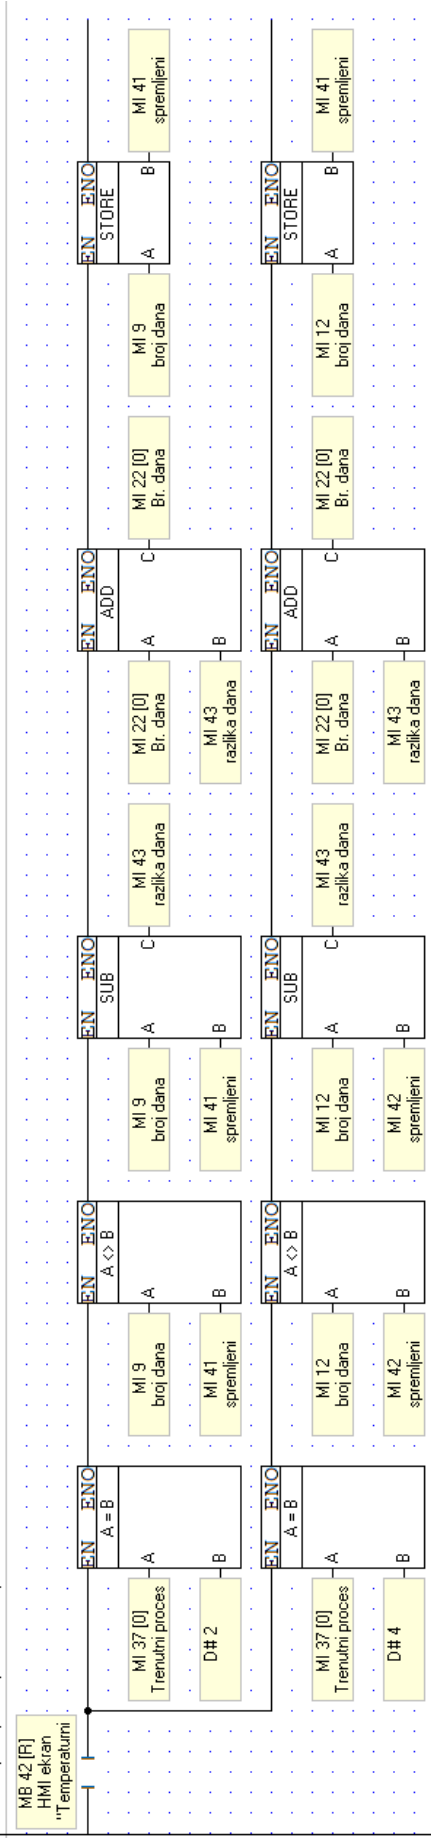 MB 42 [R]
HMI ekran
"Temperaturni
EN ENO
A = B
A
B
MI 37 [0]
Trenutni proces
D# 2
EN ENO
A <> B
A
B
MI 9
broj dana
MI 41
spremljeni
EN ENO
SUB
A
B
C
MI 9
broj dana
MI 41
spremljeni
MI 43
razlika dana
EN ENO
ADD
A
B
C
MI 22 [0]
Br. dana
MI 43
razlika dana
MI 22 [0]
Br. dana
EN ENO
STORE
A
B
MI 9
broj dana
MI 41
spremljeni
EN ENO
A = B
A
B
MI 37 [0]
Trenutni proces
D# 4
EN ENO
A <> B
A
B
MI 12
broj dana
MI 42
spremljeni
EN ENO
SUB
A
B
C
MI 12
broj dana
MI 42
spremljeni
MI 43
razlika dana
EN ENO
ADD
A
B
C
MI 22 [0]
Br. dana
MI 43
razlika dana
MI 22 [0]
Br. dana
EN ENO
STORE
A
B
MI 12
broj dana
MI 41
spremljeni